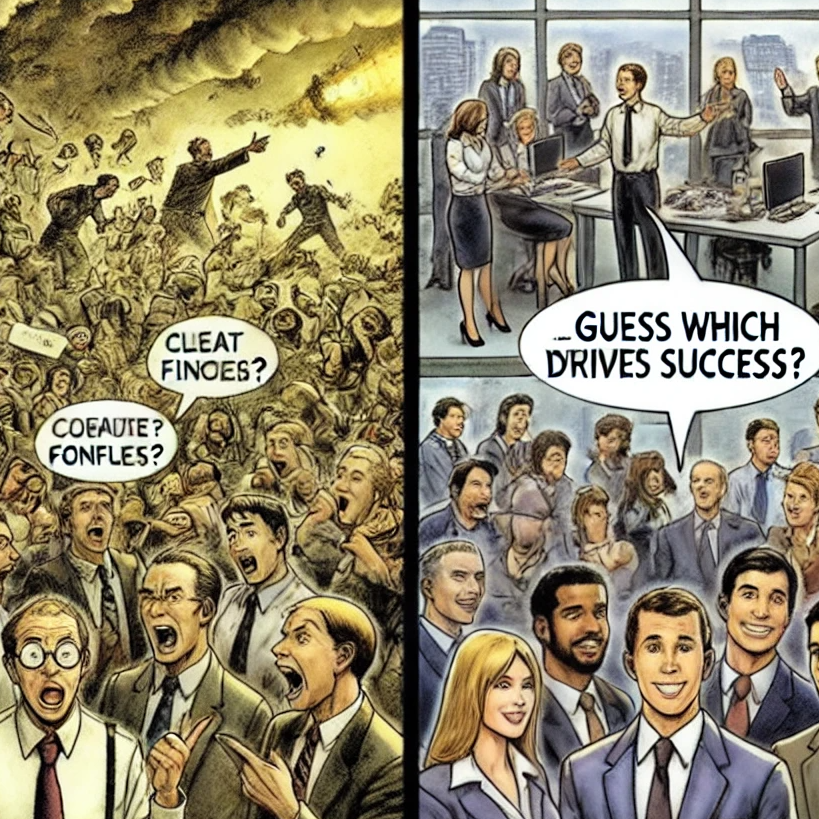 CLEAT
FINOES?
COEAUTE?
FONFLES?
...GUESS WHICH
DRIVES SUCCESS?